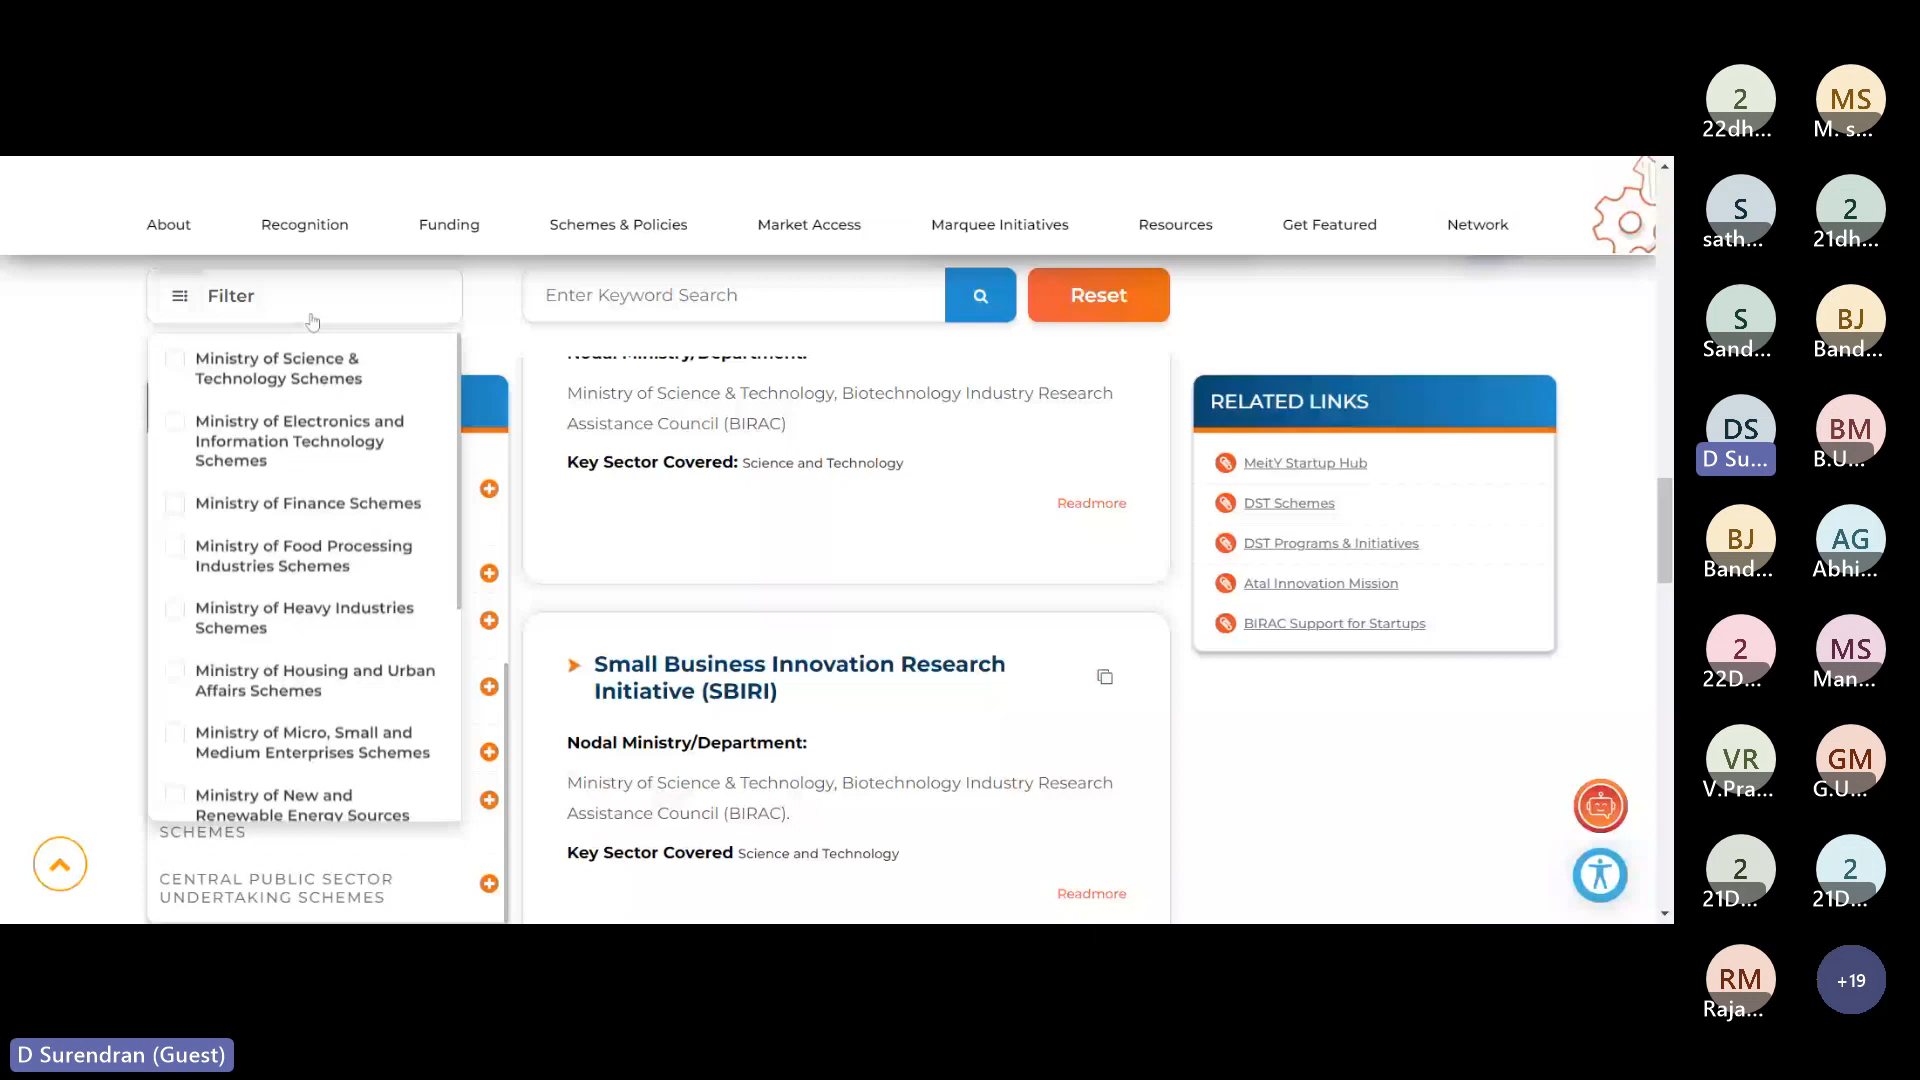 About Recognition Funding Schemes & Policies Market Access Marquee Initiatives Resources Get Featured Network
Filter
Enter Keyword Search
Reset
Ministry of Science &
Technology Schemes
Ministry of Electronics and
Information Technology
Schemes
Ministry of Finance Schemes
Ministry of Food Processing
Industries Schemes
Ministry of Heavy Industries
Schemes
Ministry of Housing and Urban
Affairs Schemes
Ministry of Micro, Small and
Medium Enterprises Schemes
Ministry of New and
Renewable Energy Sources
SCHEMES
CENTRAL PUBLIC SECTOR
UNDERTAKING SCHEMES
Nodal Ministry/Department:
Ministry of Science & Technology, Biotechnology Industry Research
Assistance Council (BIRAC)
Key Sector Covered: Science and Technology
Readmore
Small Business Innovation Research
Initiative (SBIRI)
Nodal Ministry/Department:
Ministry of Science & Technology, Biotechnology Industry Research
Assistance Council (BIRAC).
Key Sector Covered Science and Technology
Readmore
RELATED LINKS
MeitY Startup Hub
DST Schemes
DST Programs & Initiatives
Atal Innovation Mission
BIRAC Support for Startups
2 MS
22dh... M. s...
S 2
sath... 21dh...
S BJ
Sand... Band...
DS BM
D Su... B.U...
BJ AG
Band... Abhi...
2 MS
22D... Man...
VR GM
V.Pra... G.U...
2 2
21D... 21D...
RM +19
Raja...
D Surendran (Guest)